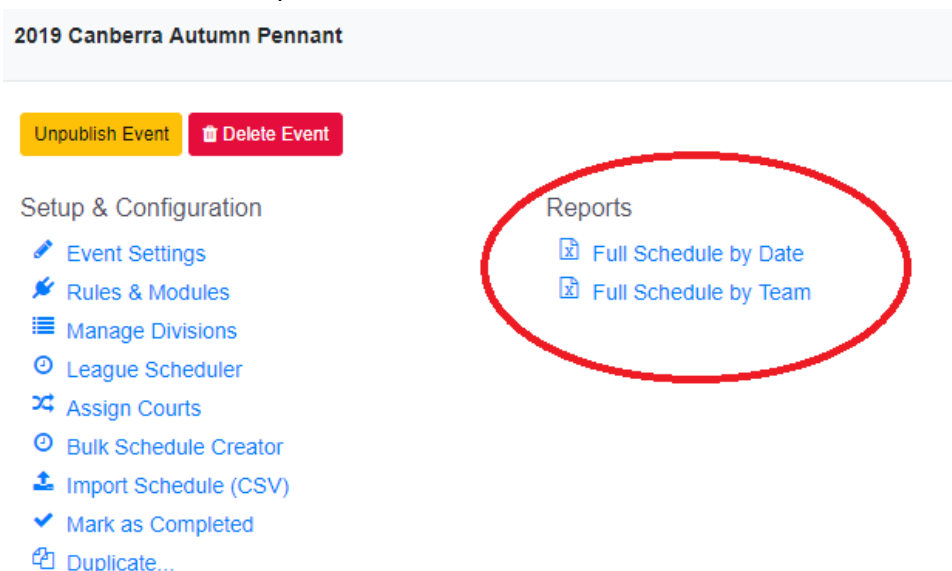 2019 Canberra Autumn Pennant
Unpublish Event Delete Event
Setup & Configuration
Event Settings
Rules & Modules
Manage Divisions
League Scheduler
Assign Courts
Bulk Schedule Creator
Import Schedule (CSV)
Mark as Completed
Duplicate...
Reports
Full Schedule by Date
Full Schedule by Team